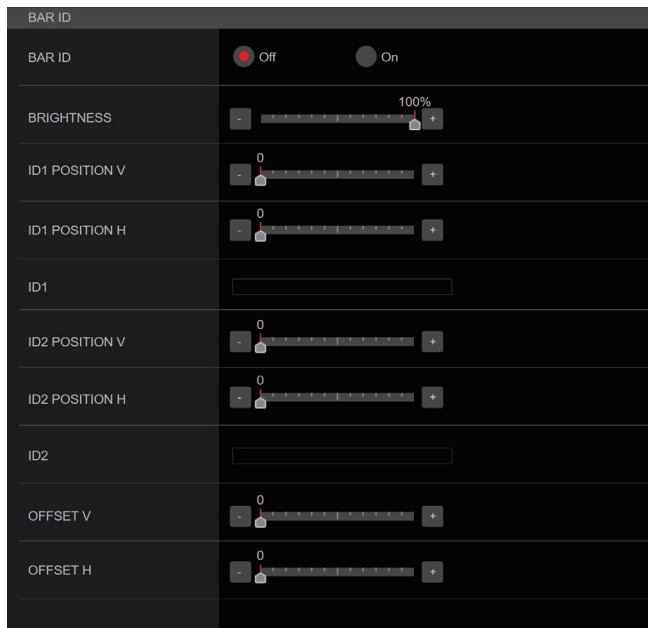 BAR ID
BAR ID Off On
BRIGHTNESS 100% - +
ID1 POSITION V 0 - +
ID1 POSITION H 0 - +
ID1
ID2 POSITION V 0 - +
ID2 POSITION H 0 - +
ID2
OFFSET V 0 - +
OFFSET H 0 - +